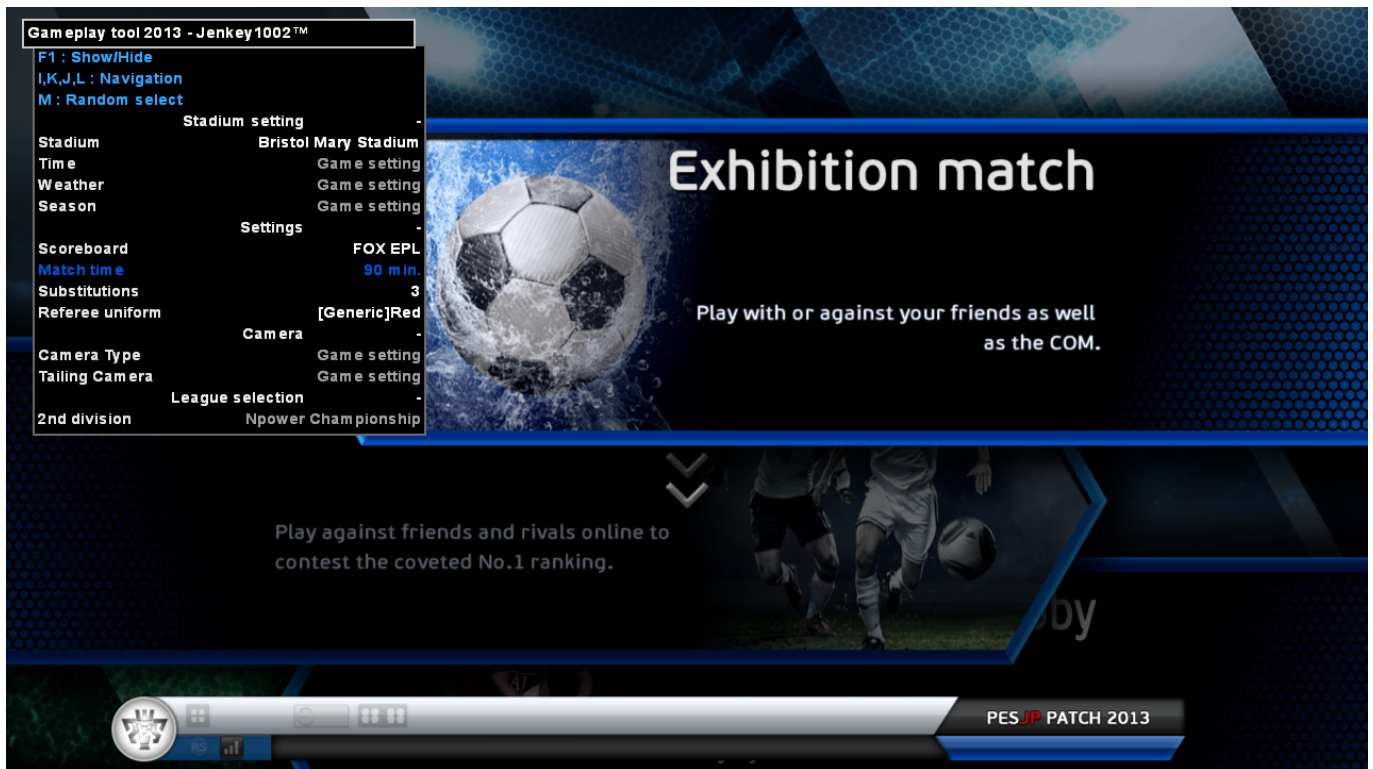 Gameplay tool 2013 - Jenkey1002™
F1 : Show/Hide
I,K,J,L : Navigation
M : Random select
Stadium setting -
Stadium Bristol Mary Stadium
Time Game setting
Weather Game setting
Season Game setting
Settings -
Scoreboard FOX EPL
Match time 90 min.
Substitutions 3
Referee uniform [Generic]Red
Camera -
Camera Type Game setting
Tailing Camera Game setting
League selection -
2nd division Npower Championship
Exhibition match
Play with or against your friends as well
as the COM.
Play against friends and rivals online to
contest the coveted No.1 ranking.
RS
PESJP PATCH 2013